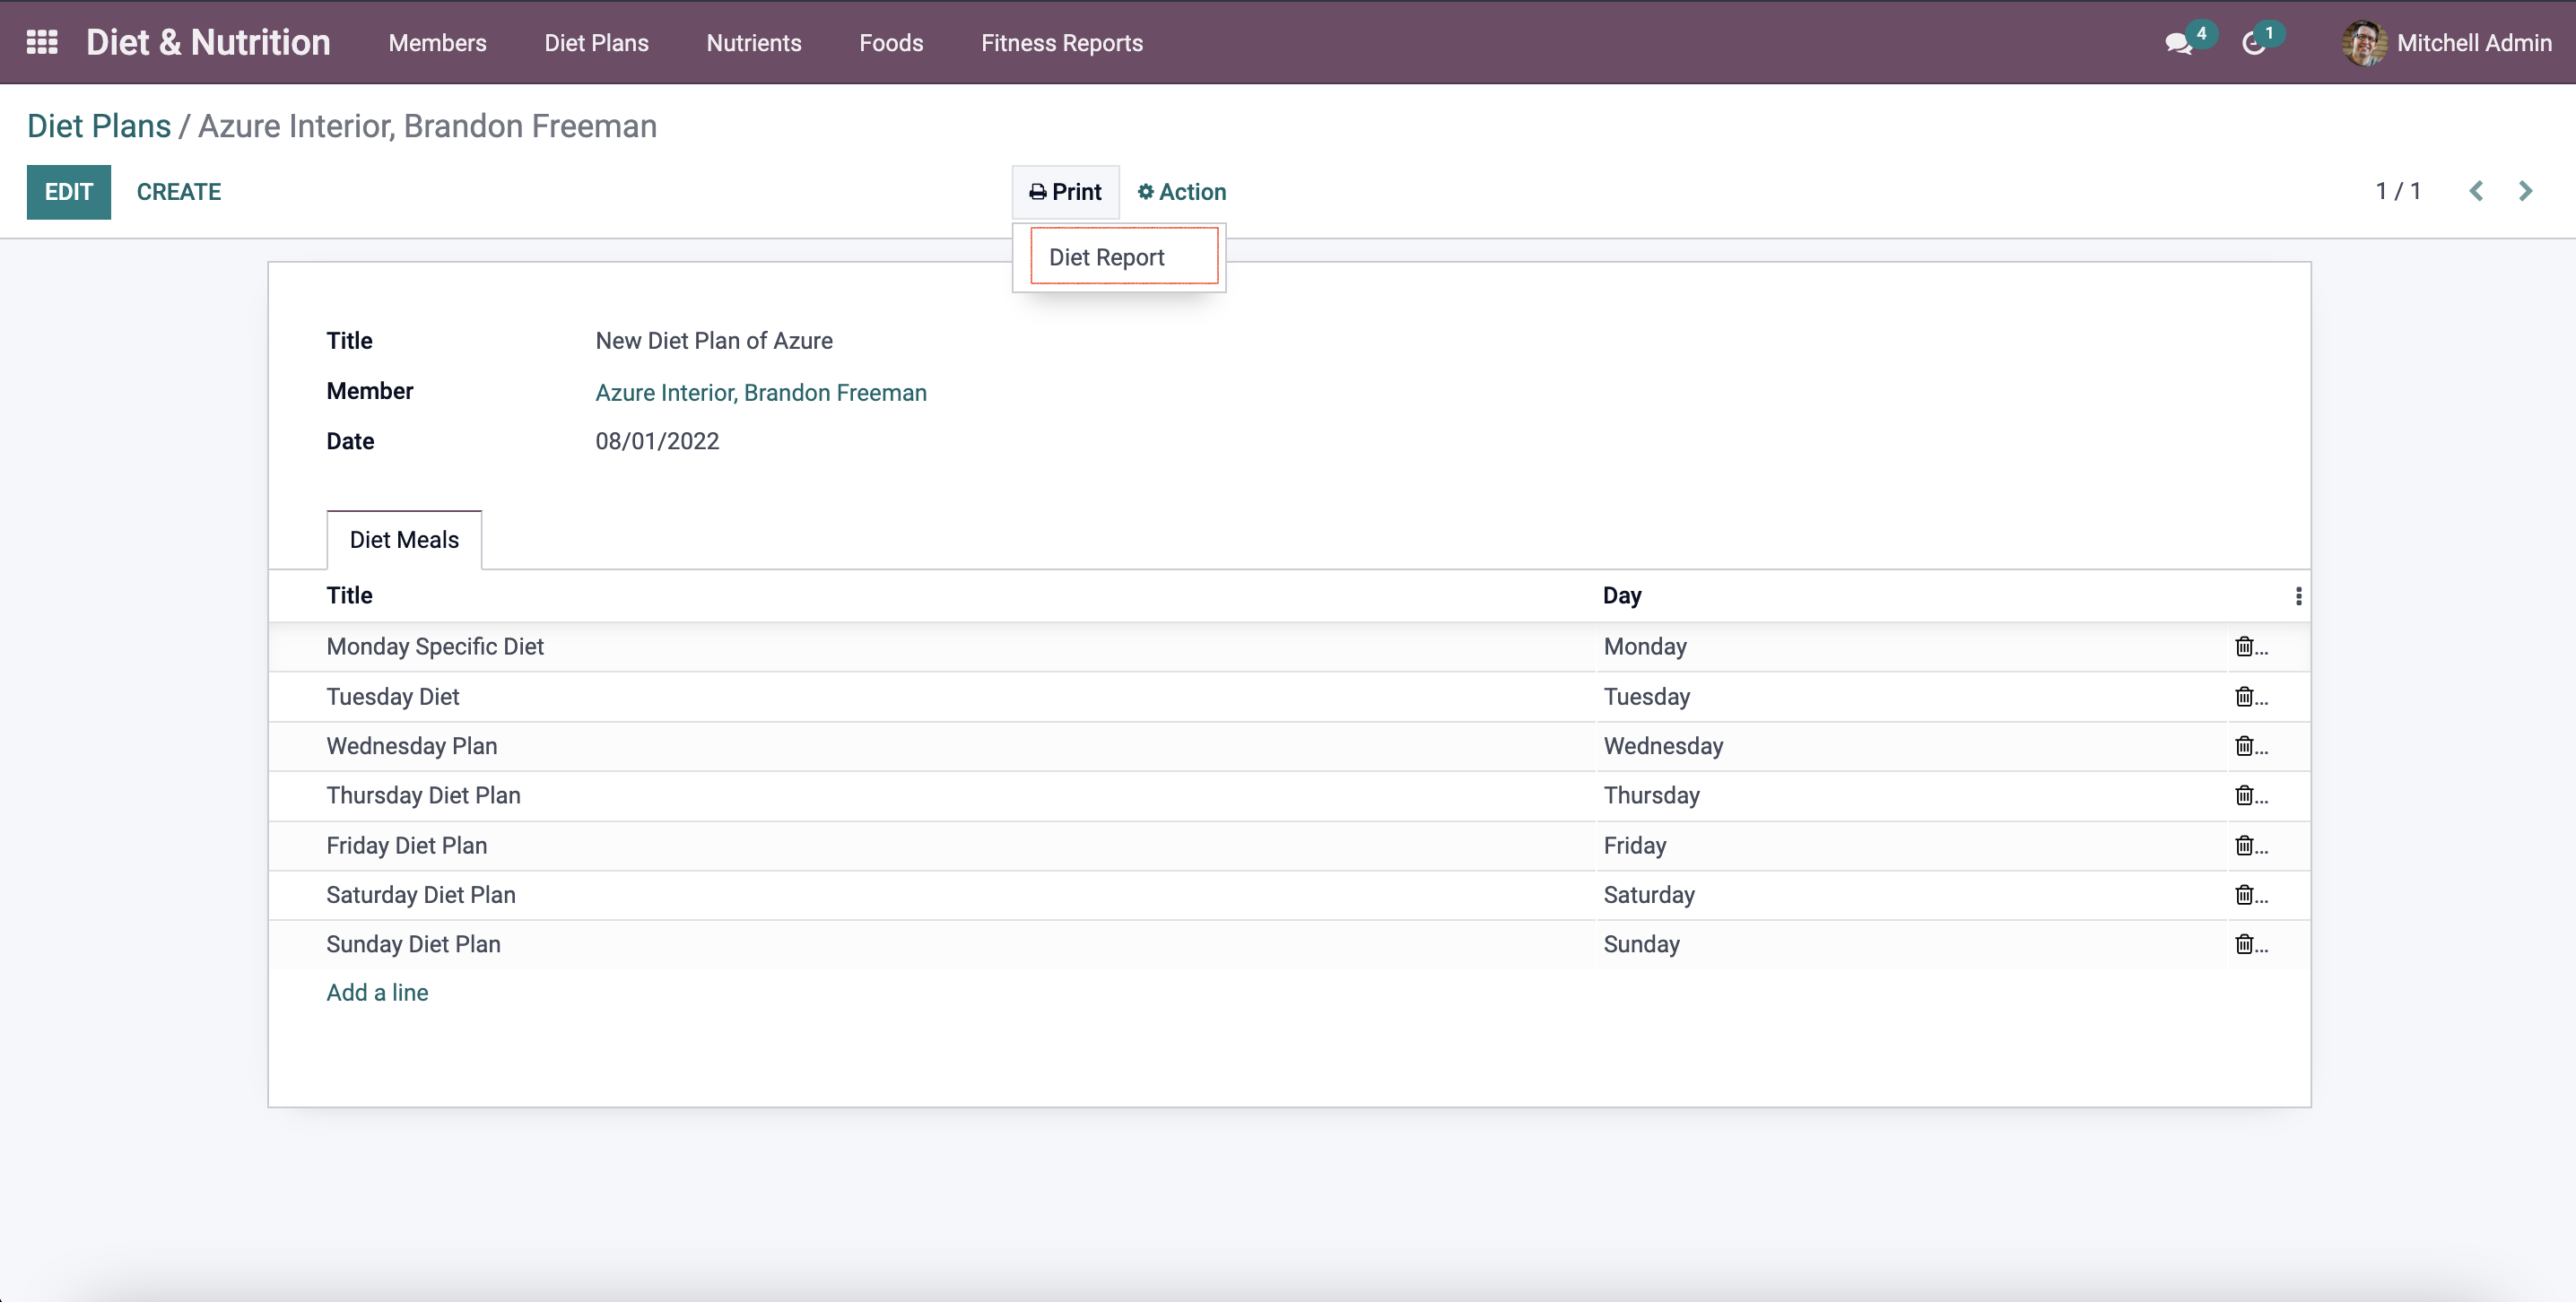 Diet & Nutrition Members Diet Plans Nutrients Foods Fitness Reports 4 1 Mitchell Admin
Diet Plans / Azure Interior, Brandon Freeman
EDIT CREATE Print Action 1 / 1
Diet Report
Title New Diet Plan of Azure
Member Azure Interior, Brandon Freeman
Date 08/01/2022
Diet Meals
Title Day
Monday Specific Diet Monday ...
Tuesday Diet Tuesday ...
Wednesday Plan Wednesday ...
Thursday Diet Plan Thursday ...
Friday Diet Plan Friday ...
Saturday Diet Plan Saturday ...
Sunday Diet Plan Sunday ...
Add a line